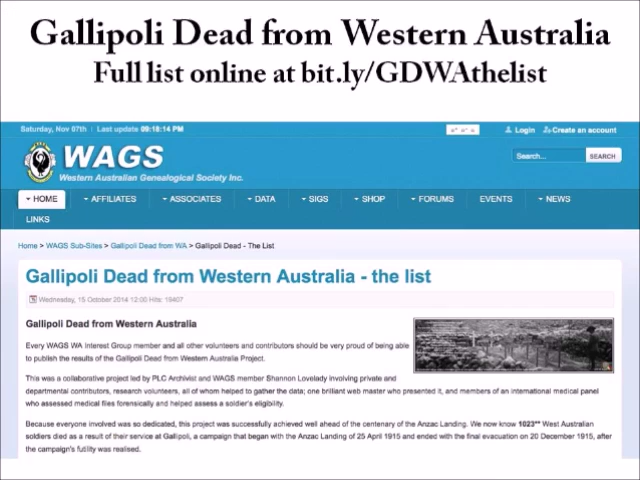 Gallipoli Dead from Western Australia
Full list online at bit.ly/GDWAthelist
Saturday, Nov 07th | Last update 09:18:14 PM
Login Create an account
WAGS
Western Australian Genealogical Society Inc.
Search... SEARCH
HOME AFFILIATES ASSOCIATES DATA SIGS SHOP FORUMS EVENTS NEWS
LINKS
Home > WAGS Sub-Sites > Gallipoli Dead from WA > Gallipoli Dead - The List
Gallipoli Dead from Western Australia - the list
Wednesday, 15 October 2014 12:00 Hits: 19407
Gallipoli Dead from Western Australia
Every WAGS WA Interest Group member and all other volunteers and contributors should be very proud of being able
to publish the results of the Gallipoli Dead from Western Australia Project.
This was a collaborative project led by PLC Archivist and WAGS member Shannon Lovelady involving private and
departmental contributors, research volunteers, all of whom helped to gather the data; one brilliant web master who presented it, and members of an international medical panel
who assessed medical files forensically and helped assess a soldier's eligibility.
Because everyone involved was so dedicated, this project was successfully achieved well ahead of the centenary of the Anzac Landing. We now know 1023** West Australian
soldiers died as a result of their service at Gallipoli, a campaign that began with the Anzac Landing of 25 April 1915 and ended with the final evacuation on 20 December 1915, after
the campaign's futility was realised.